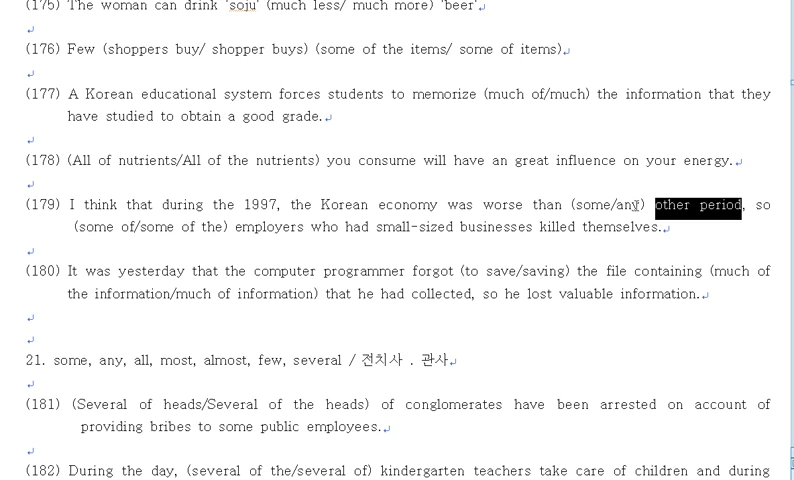 (175) The woman can drink 'soju' (much less/ much more) 'beer'
(176) Few (shoppers buy/ shopper buys) (some of the items/ some of items).
(177) A Korean educational system forces students to memorize (much of/much) the information that they
have studied to obtain a good grade.
(178) (All of nutrients/All of the nutrients) you consume will have an great influence on your energy.
(179) I think that during the 1997, the Korean economy was worse than (some/any) other period, so
(some of/some of the) employers who had small-sized businesses killed themselves.
(180) It was yesterday that the computer programmer forgot (to save/saving) the file containing (much of
the information/much of information) that he had collected, so he lost valuable information.
21. some, any, all, most, almost, few, several / 전치사 . 관사
(181) (Several of heads/Several of the heads) of conglomerates have been arrested on account of
providing bribes to some public employees.
(182) During the day, (several of the/several of) kindergarten teachers take care of children and during